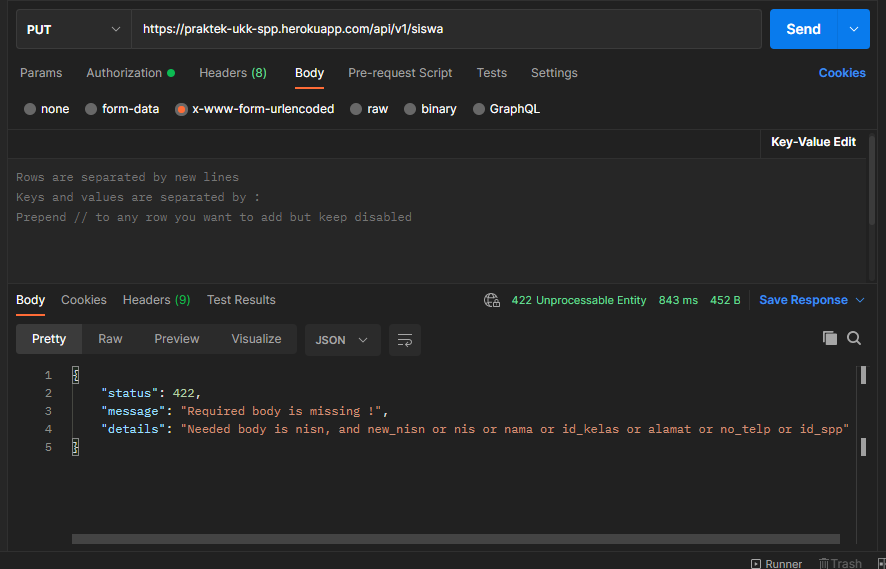 PUT https://praktek-ukk-spp.herokuapp.com/api/v1/siswa Send
Params Authorization Headers (8) Body Pre-request Script Tests Settings Cookies
none form-data x-www-form-urlencoded raw binary GraphQL
Key-Value Edit
Rows are separated by new lines
Keys and values are separated by :
Prepend // to any row you want to add but keep disabled
Body Cookies Headers (9) Test Results 422 Unprocessable Entity 843 ms 452 B Save Response
Pretty Raw Preview Visualize JSON
1 {
2 "status": 422,
3 "message": "Required body is missing !",
4 "details": "Needed body is nisn, and new_nisn or nis or nama or id_kelas or alamat or no_telp or id_spp"
5 }
Runner Trash